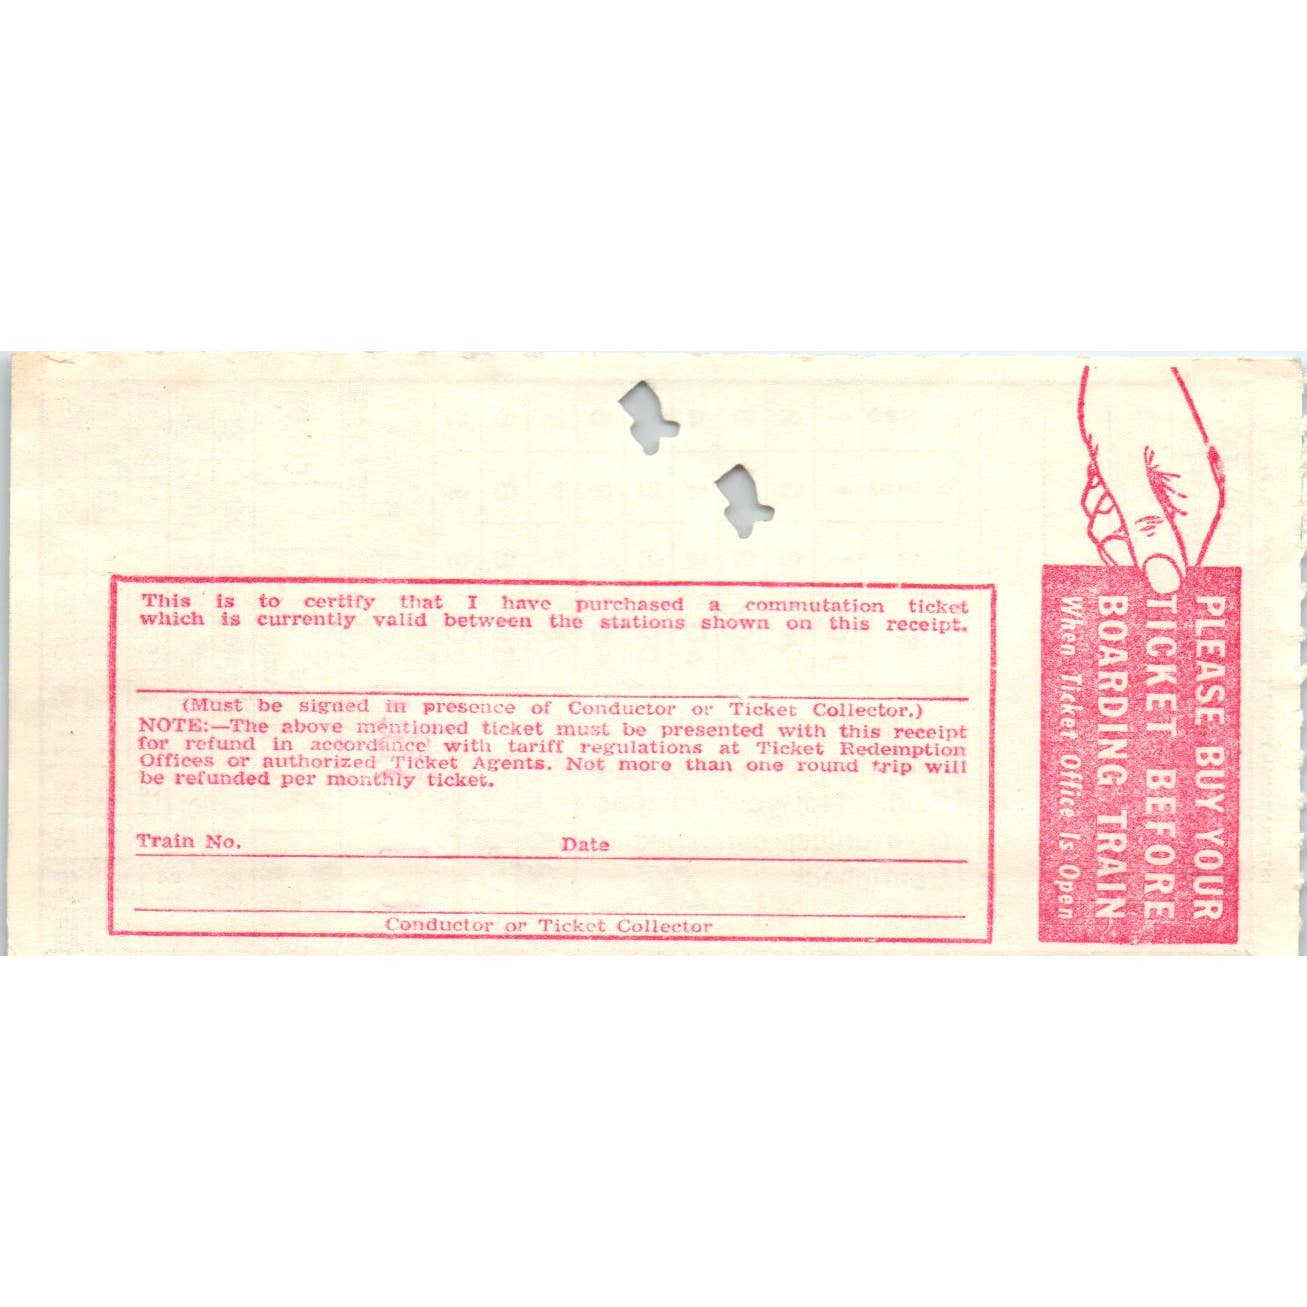 This is to certify that I have purchased a commutation ticket
which is currently valid between the stations shown on this receipt.
(Must be signed in presence of Conductor or Ticket Collector.)
NOTE:—The above mentioned ticket must be presented with this receipt
for refund in accordance with tariff regulations at Ticket Redemption
Offices or authorized Ticket Agents. Not more than one round trip will
be refunded per monthly ticket.
Train No. Date
Conductor or Ticket Collector
PLEASE BUY YOUR
TICKET BEFORE
BOARDING TRAIN
When Ticket Office Is Open